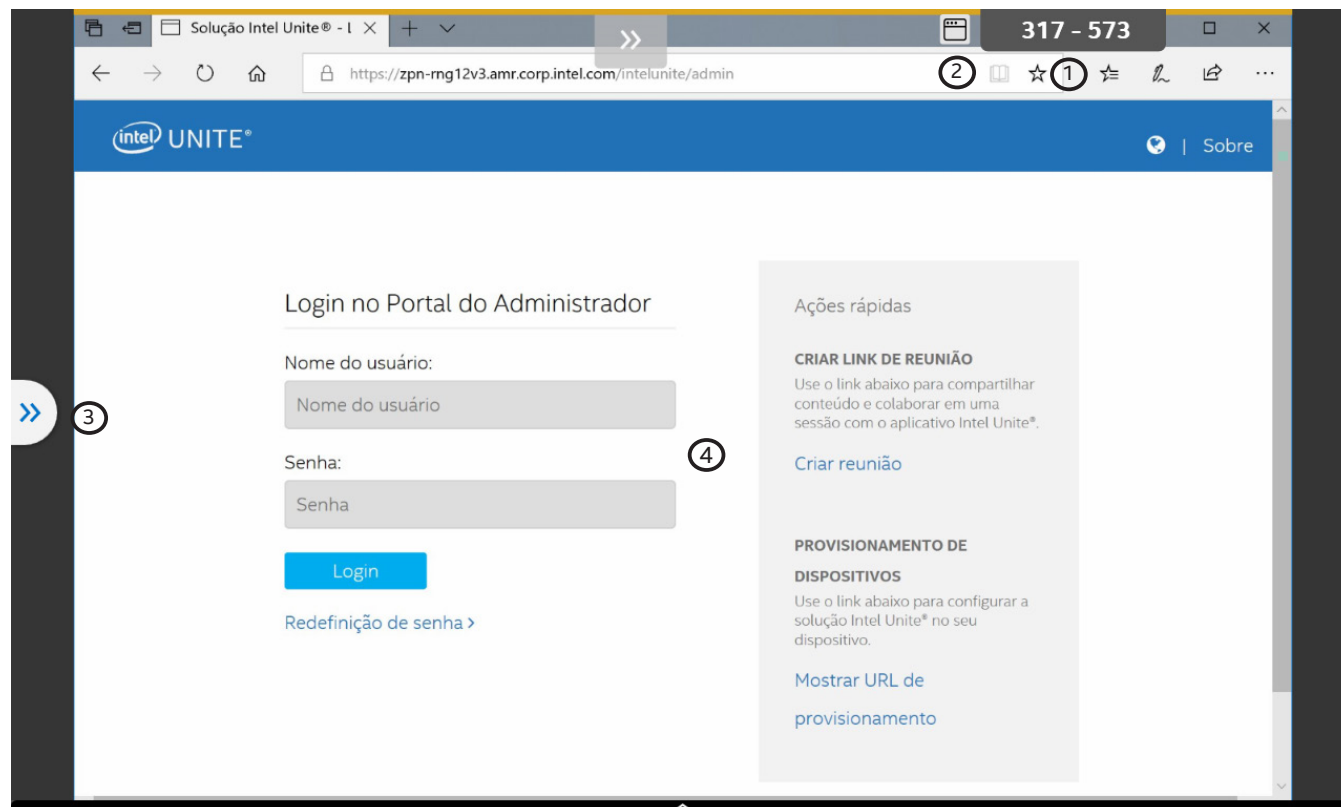 Solução Intel Unite® - L
317 - 573
https://zpn-rng12v3.amr.corp.intel.com/intelunite/admin
2
1
intel UNITE®
| Sobre
Login no Portal do Administrador
Nome do usuário:
Nome do usuário
Senha:
Senha
Login
Redefinição de senha >
3
4
Ações rápidas
CRIAR LINK DE REUNIÃO
Use o link abaixo para compartilhar
conteúdo e colaborar em uma
sessão com o aplicativo Intel Unite®.
Criar reunião
PROVISIONAMENTO DE
DISPOSITIVOS
Use o link abaixo para configurar a
solução Intel Unite® no seu
dispositivo.
Mostrar URL de
provisionamento